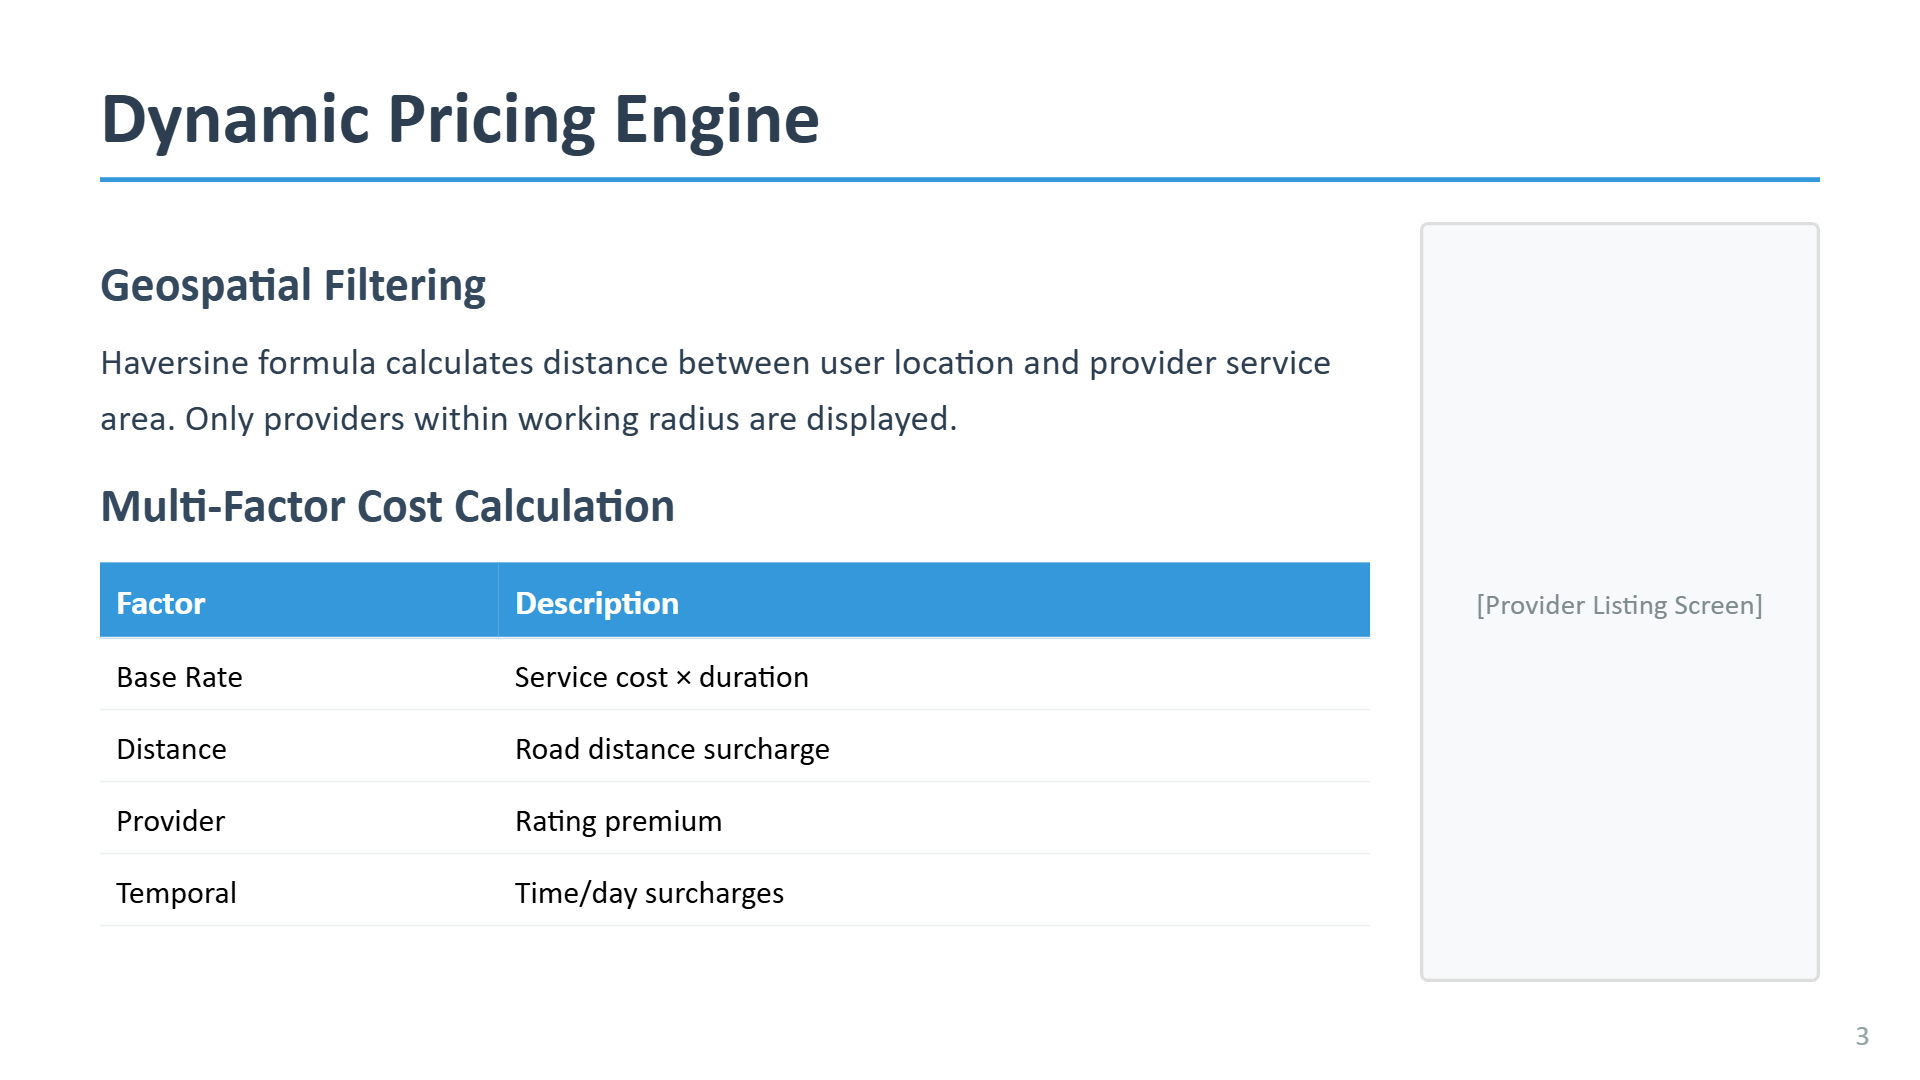 Dynamic Pricing Engine
Geospatial Filtering
Haversine formula calculates distance between user location and provider service
area. Only providers within working radius are displayed.
Multi-Factor Cost Calculation
Factor Description
Base Rate Service cost × duration
Distance Road distance surcharge
Provider Rating premium
Temporal Time/day surcharges
[Provider Listing Screen]
3